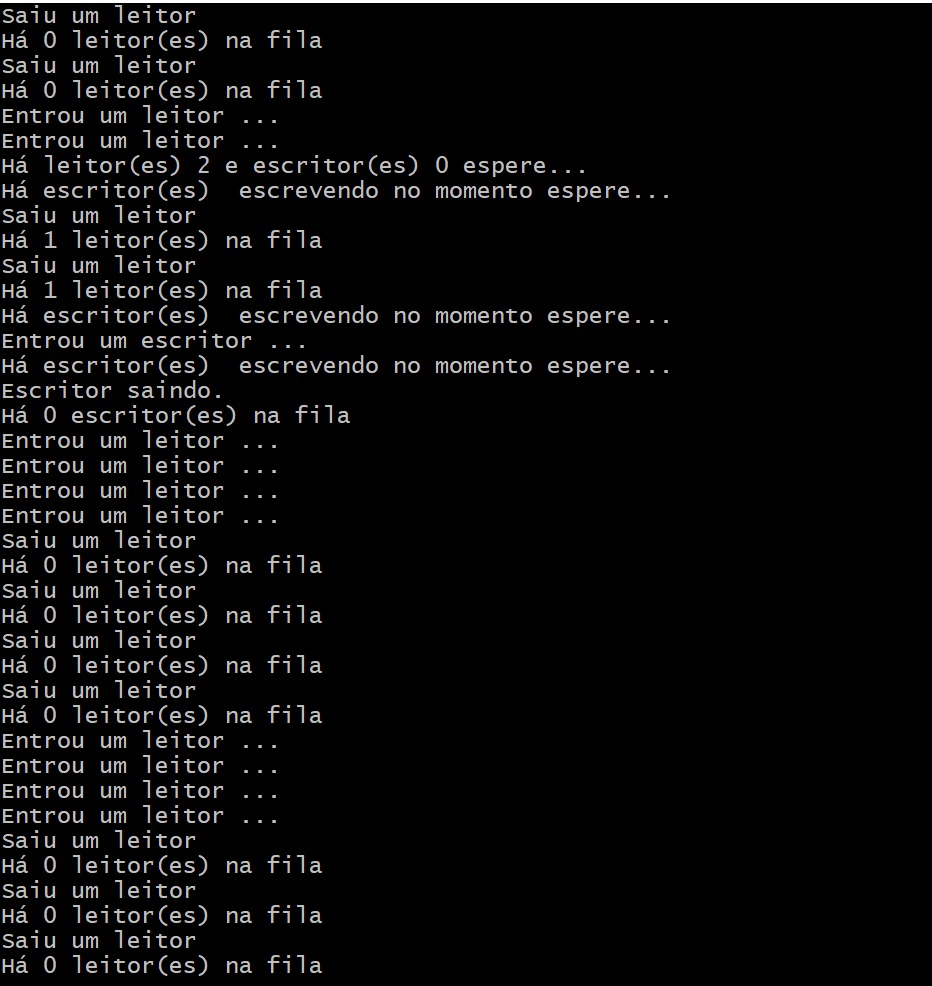 Saiu um leitor
Há 0 leitor(es) na fila
Saiu um leitor
Há 0 leitor(es) na fila
Entrou um leitor ...
Entrou um leitor ...
Há leitor(es) 2 e escritor(es) 0 espere...
Há escritor(es)  escrevendo no momento espere...
Saiu um leitor
Há 1 leitor(es) na fila
Saiu um leitor
Há 1 leitor(es) na fila
Há escritor(es)  escrevendo no momento espere...
Entrou um escritor ...
Há escritor(es)  escrevendo no momento espere...
Escritor saindo.
Há 0 escritor(es) na fila
Entrou um leitor ...
Entrou um leitor ...
Entrou um leitor ...
Entrou um leitor ...
Saiu um leitor
Há 0 leitor(es) na fila
Saiu um leitor
Há 0 leitor(es) na fila
Saiu um leitor
Há 0 leitor(es) na fila
Saiu um leitor
Há 0 leitor(es) na fila
Entrou um leitor ...
Entrou um leitor ...
Entrou um leitor ...
Entrou um leitor ...
Saiu um leitor
Há 0 leitor(es) na fila
Saiu um leitor
Há 0 leitor(es) na fila
Saiu um leitor
Há 0 leitor(es) na fila